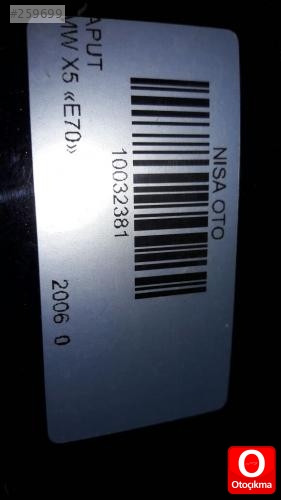 #259699
NISA OTO
10032381
APUT
MW X5 «E70»
2006 0
O
Otoçıkma